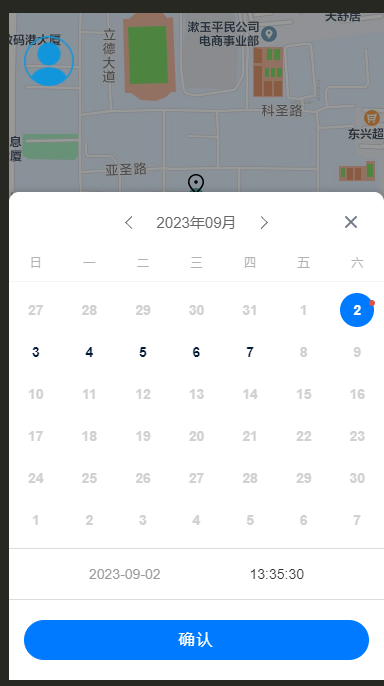 天舒居
数码港大厦
立德大道
漱玉平民公司
电商事业部
科圣路
东兴超
息
厦
亚圣路
2023年09月
日 一 二 三 四 五 六
27 28 29 30 31 1 2
3 4 5 6 7 8 9
10 11 12 13 14 15 16
17 18 19 20 21 22 23
24 25 26 27 28 29 30
1 2 3 4 5 6 7
2023-09-02 13:35:30
确认